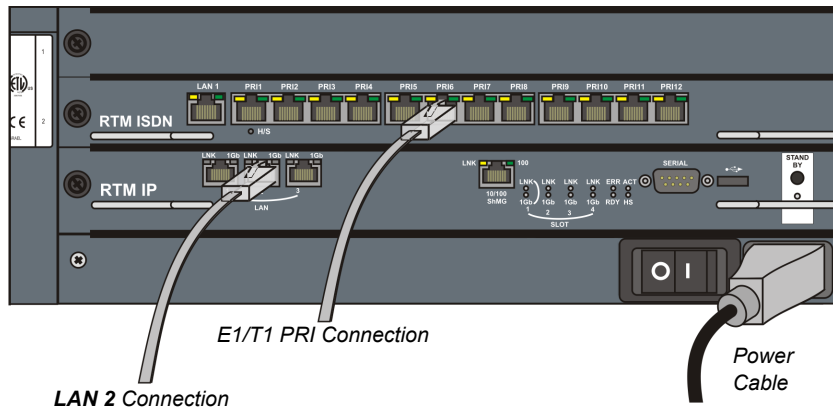 1
us
LAN 1 PRI1 PRI2 PRI3 PRI4 PRI5 PRI6 PRI7 PRI8 PRI9 PRI10 PRI11 PRI12
CE
2
RTM ISDN
H/S
LNK 1Gb LNK 1Gb LNK 1Gb
LNK 100
SERIAL
STAND
BY
RTM IP
3
LAN
10/100
ShMG
LNK LNK LNK LNK ERR ACT
1Gb 1Gb 1Gb 1Gb RDY HS
1 2 3 4
SLOT
O I
E1/T1 PRI Connection
Power
Cable
LAN 2 Connection